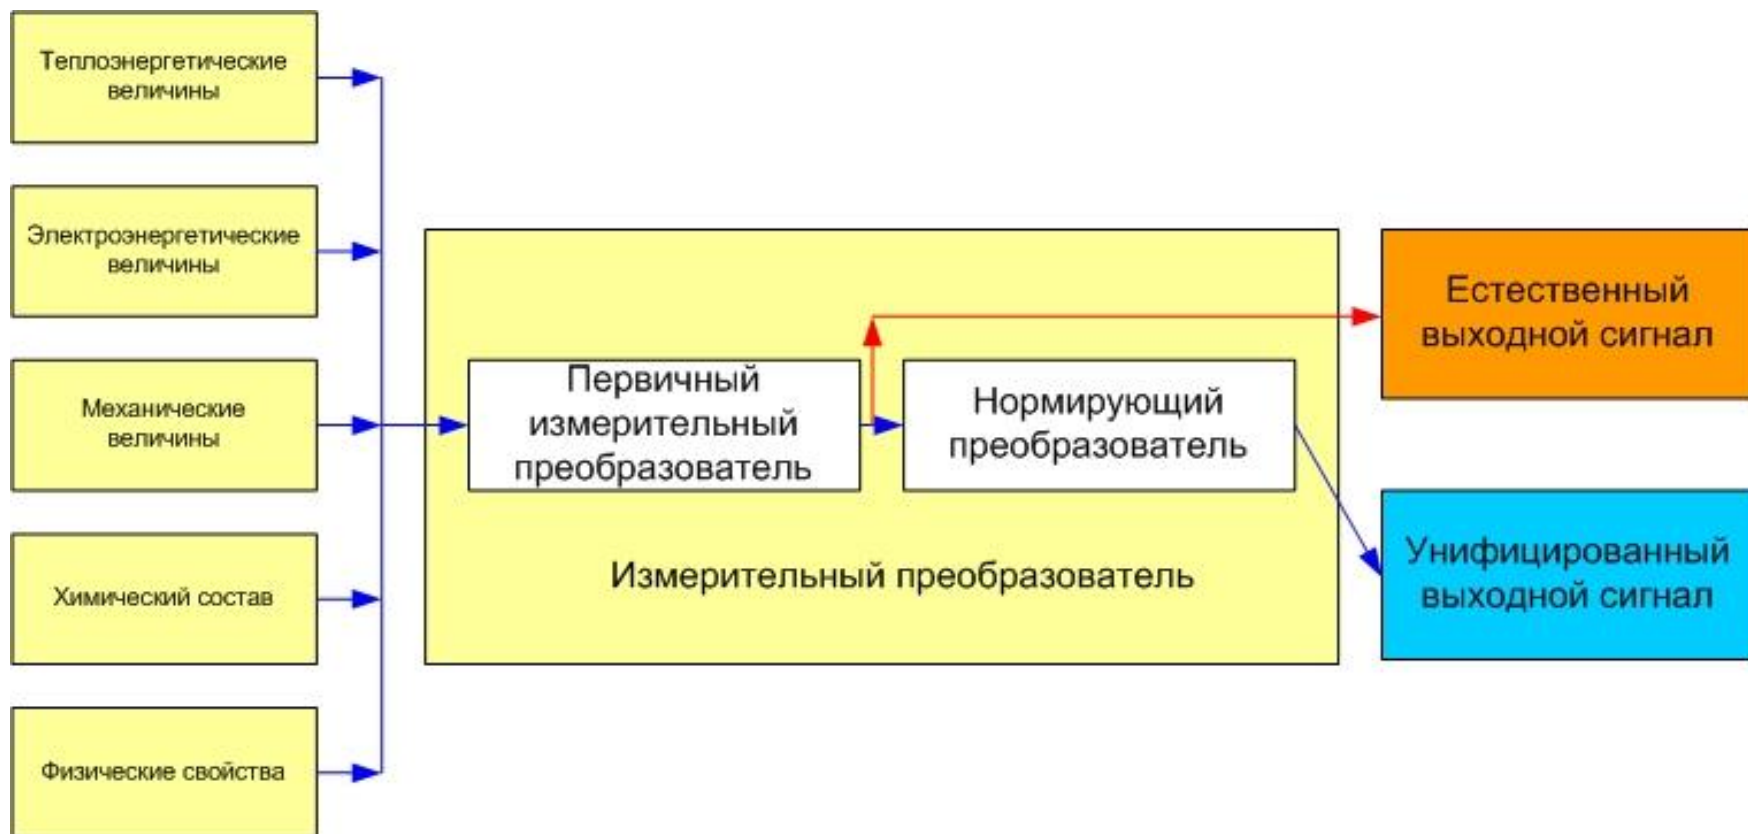 Теплоэнергетические
величины
Электроэнергетические
величины
Механические
величины
Химический состав
Физические свойства
Первичный
измерительный
преобразователь
Нормирующий
преобразователь
Измерительный преобразователь
Естественный
выходной сигнал
Унифицированный
выходной сигнал